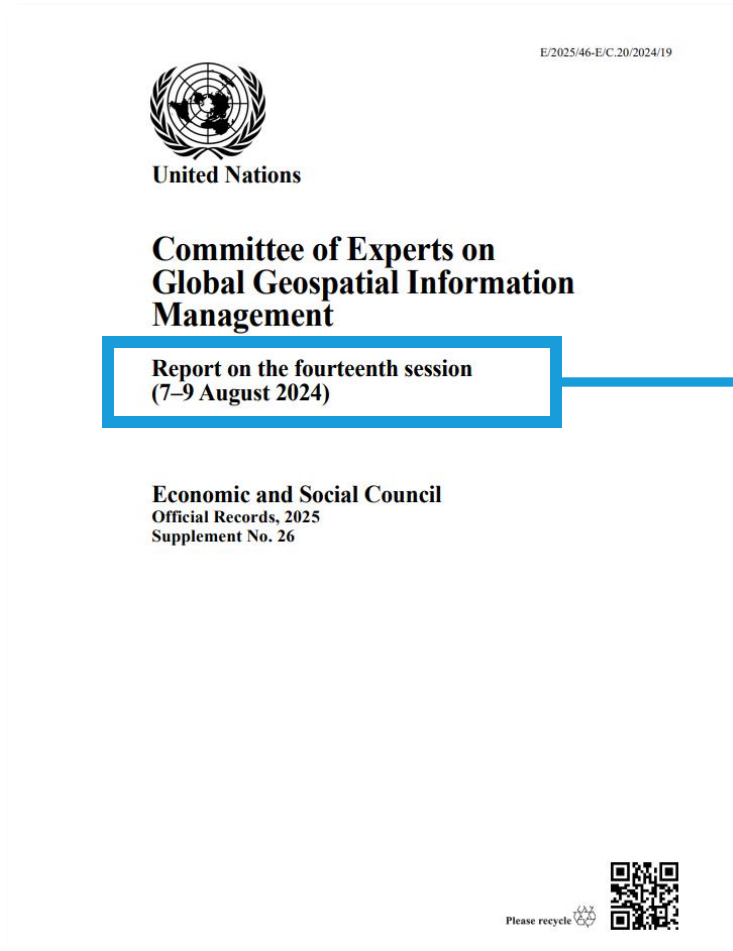 E/2025/46-E/C.20/2024/19
United Nations
Committee of Experts on
Global Geospatial Information
Management
Report on the fourteenth session
(7–9 August 2024)
Economic and Social Council
Official Records, 2025
Supplement No. 26
Please recycle